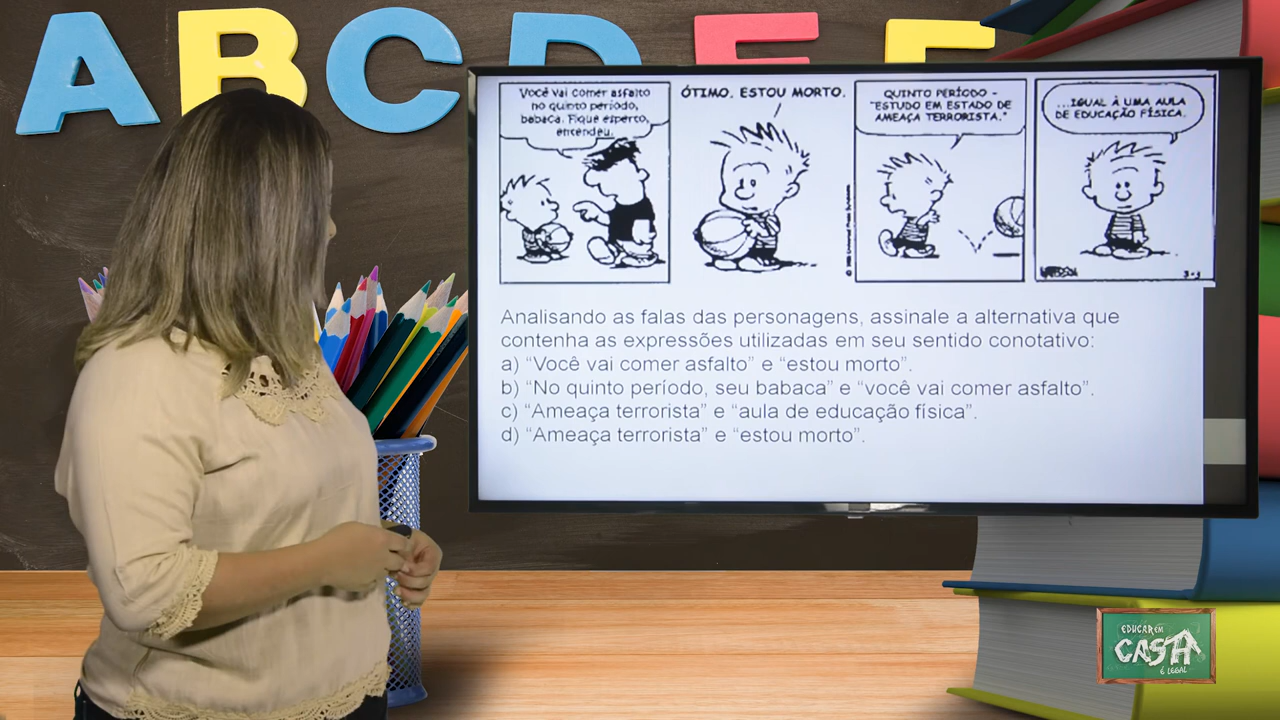 ABCDEF
Você vai comer asfalto
no quinto período,
babaca. Fique esperto,
entendeu.
ÓTIMO, ESTOU MORTO.
QUINTO PERÍODO -
"ESTUDO EM ESTADO DE
AMEAÇA TERRORISTA."
...IGUAL À UMA AULA
DE EDUCAÇÃO FÍSICA.
3-3
Analisando as falas das personagens, assinale a alternativa que
contenha as expressões utilizadas em seu sentido conotativo:
a) “Você vai comer asfalto” e “estou morto”.
b) “No quinto período, seu babaca” e “você vai comer asfalto”.
c) “Ameaça terrorista” e “aula de educação física”.
d) “Ameaça terrorista” e “estou morto”.
EDUCAR EM
CASA
É LEGAL